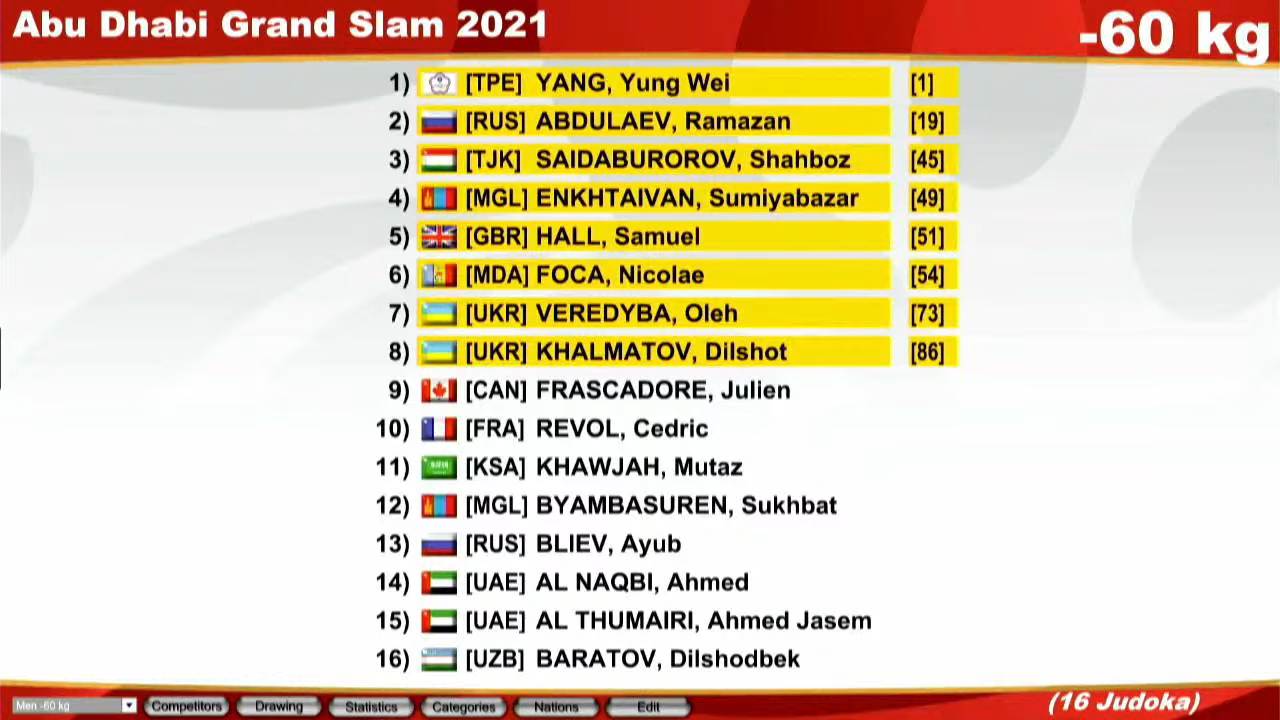 Abu Dhabi Grand Slam 2021
-60 kg
1) [TPE] YANG, Yung Wei [1]
2) [RUS] ABDULAEV, Ramazan [19]
3) [TJK] SAIDABUROROV, Shahboz [45]
4) [MGL] ENKHTAIVAN, Sumiyabazar [49]
5) [GBR] HALL, Samuel [51]
6) [MDA] FOCA, Nicolae [54]
7) [UKR] VEREDYBA, Oleh [73]
8) [UKR] KHALMATOV, Dilshot [86]
9) [CAN] FRASCADORE, Julien
10) [FRA] REVOL, Cedric
11) [KSA] KHAWJAH, Mutaz
12) [MGL] BYAMBASUREN, Sukhbat
13) [RUS] BLIEV, Ayub
14) [UAE] AL NAQBI, Ahmed
15) [UAE] AL THUMAIRI, Ahmed Jasem
16) [UZB] BARATOV, Dilshodbek
Men -60 kg Competitors Drawing Statistics Categories Nations Edit (16 Judoka)